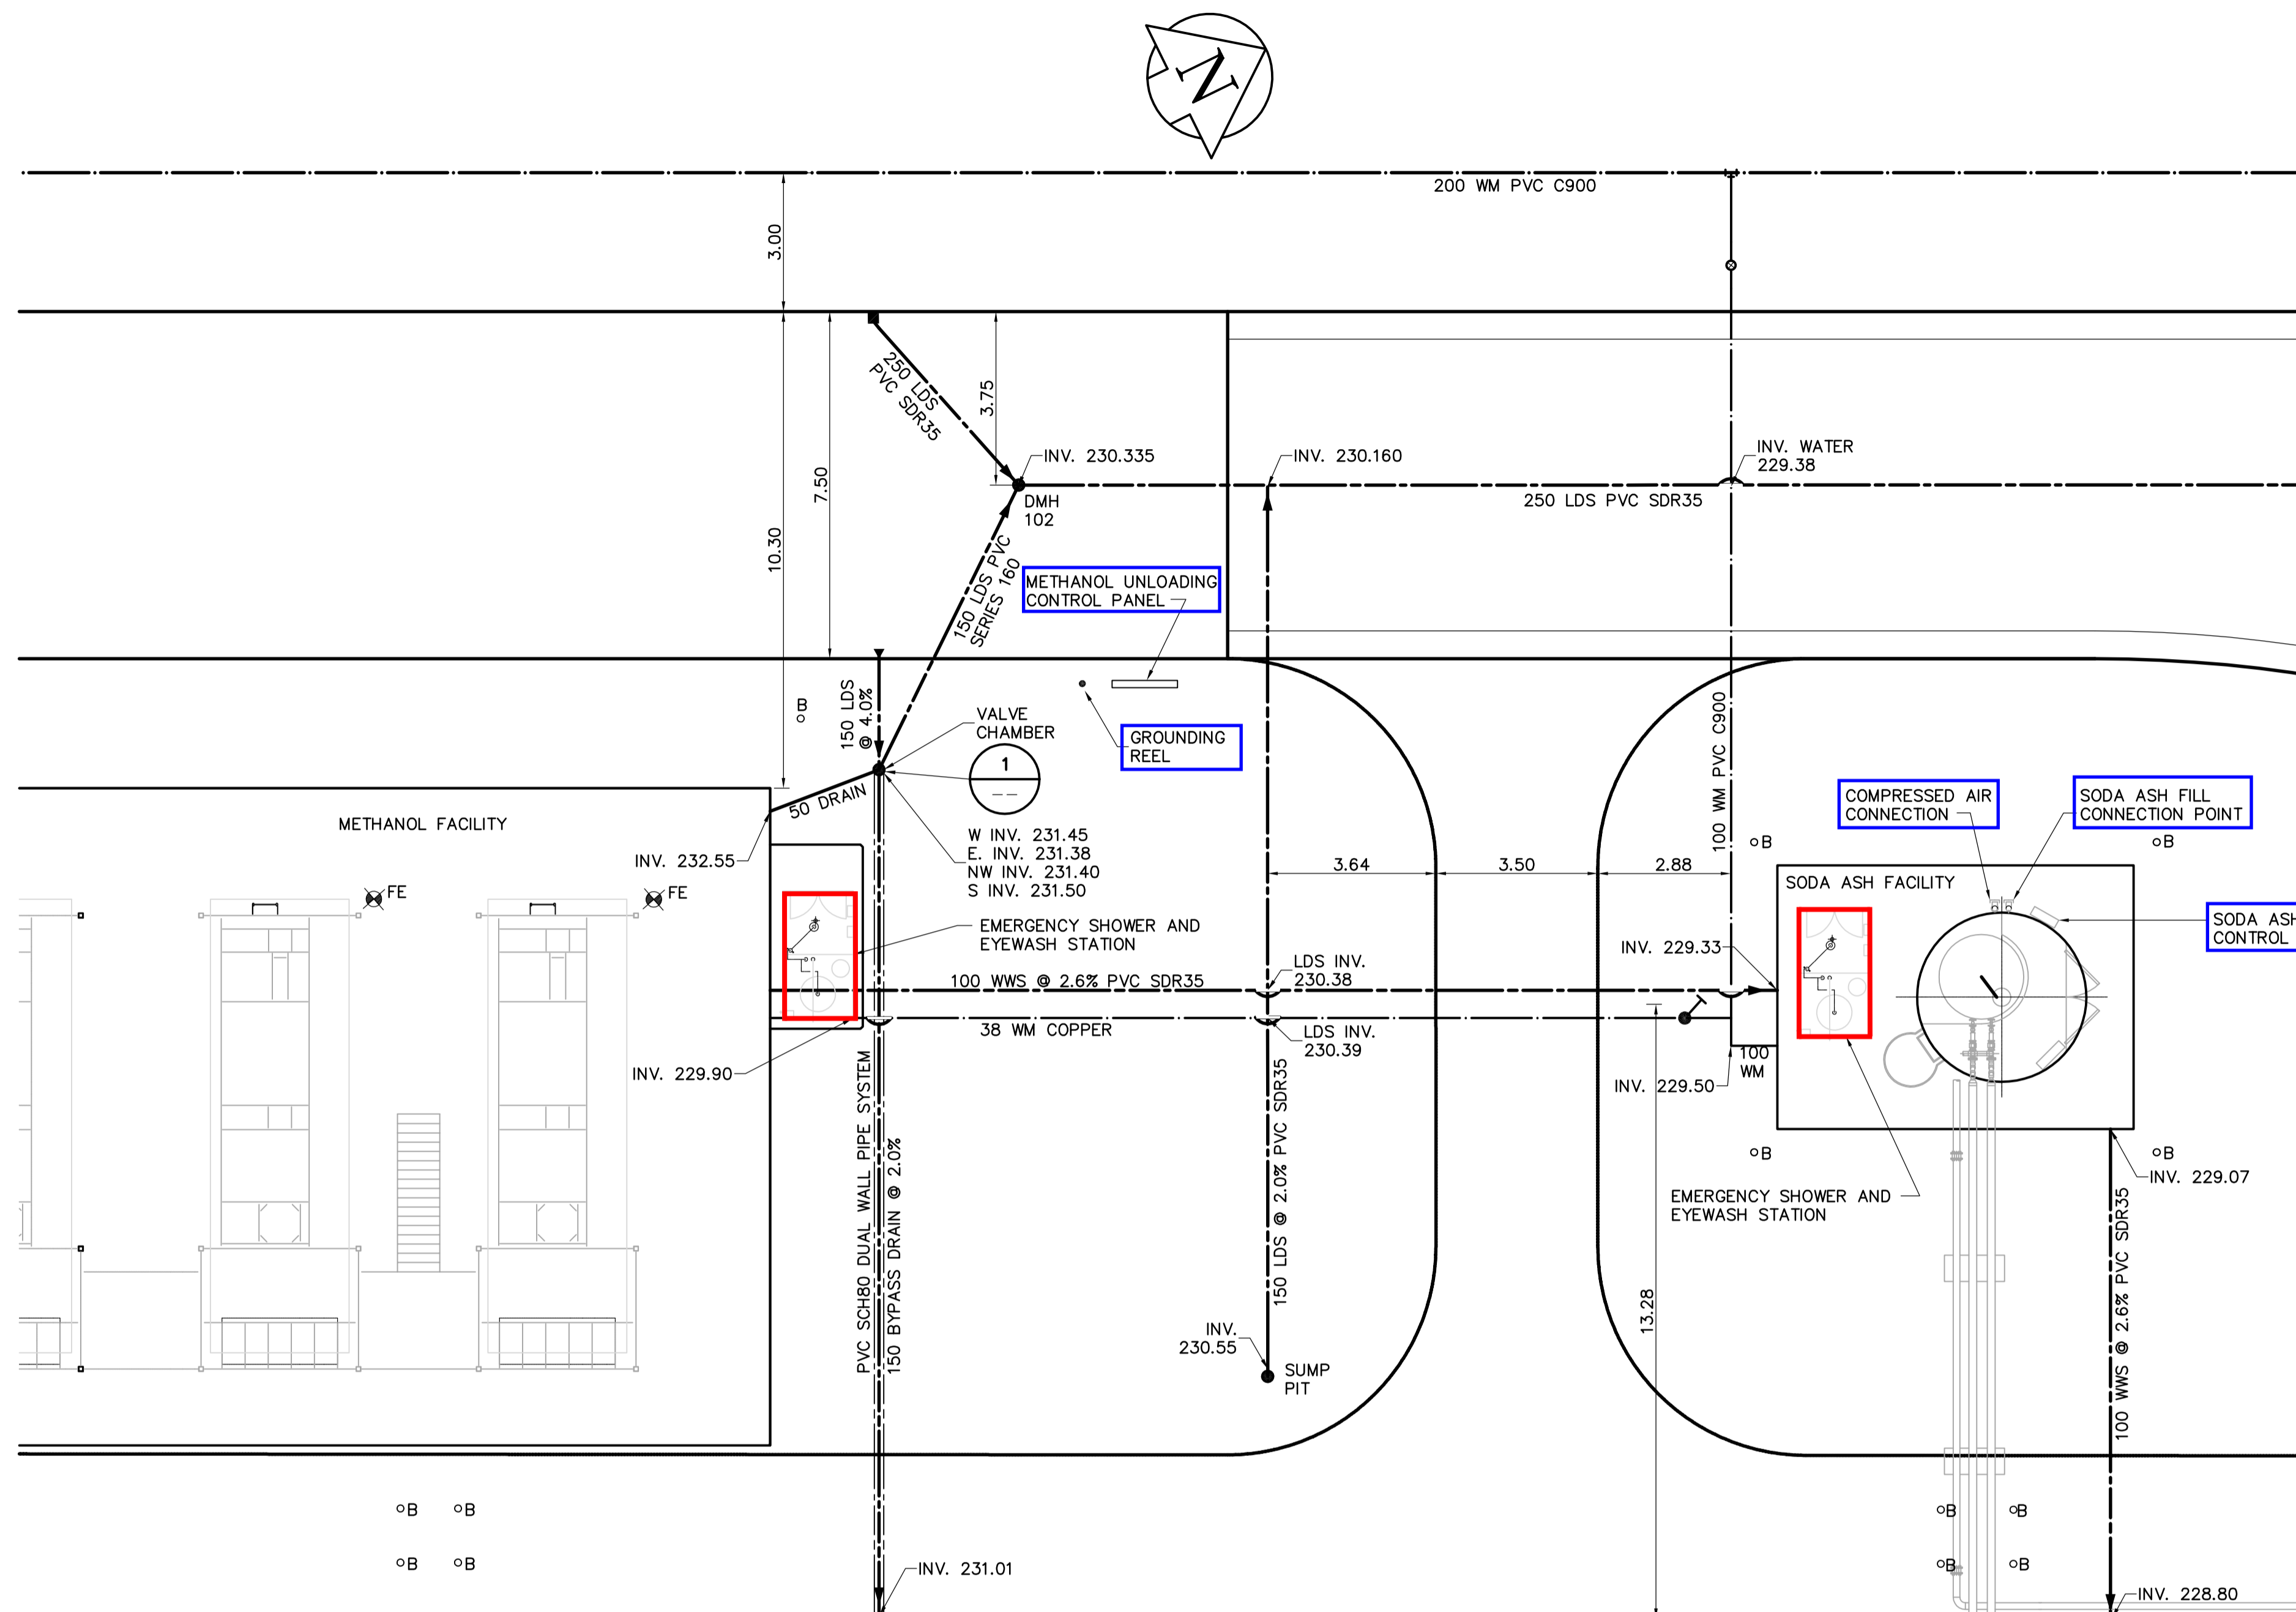 N
200 WM PVC C900
3.00
250 LDS
PVC SDR35
3.75
7.50
10.30
INV. 230.335
DMH
102
INV. 230.160
INV. WATER
229.38
250 LDS PVC SDR35
150 LDS PVC
SERIES 160
METHANOL UNLOADING
CONTROL PANEL
B
150 LDS
@ 4.0%
VALVE
CHAMBER
GROUNDING
REEL
1
-- --
100 WM PVC C900
50 DRAIN
METHANOL FACILITY
INV. 232.55
W INV. 231.45
E. INV. 231.38
NW INV. 231.40
S INV. 231.50
3.64
3.50
2.88
B
COMPRESSED AIR
CONNECTION
SODA ASH FILL
CONNECTION POINT
B
SODA ASH FACILITY
FE
FE
EMERGENCY SHOWER AND
EYEWASH STATION
SODA ASH
CONTROL
INV. 229.33
LDS INV.
230.38
100 WWS @ 2.6% PVC SDR35
38 WM COPPER
LDS INV.
230.39
INV. 229.90
100
WM
INV. 229.50
PVC SCH80 DUAL WALL PIPE SYSTEM
150 BYPASS DRAIN @ 2.0%
150 LDS @ 2.0% PVC SDR35
B
B
INV. 229.07
EMERGENCY SHOWER AND
EYEWASH STATION
13.28
100 WWS @ 2.6% PVC SDR35
INV.
230.55
SUMP
PIT
B B
B B
B B
B B
INV. 231.01
INV. 228.80